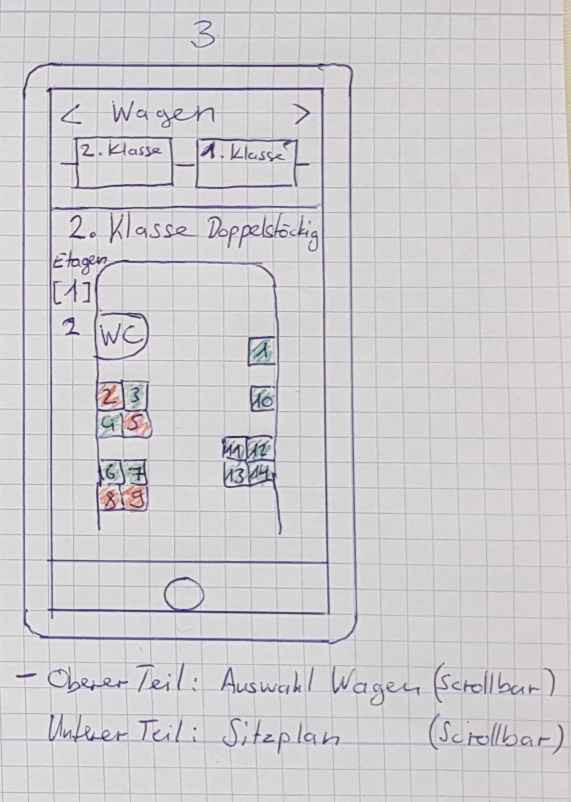 3
< Wagen >
2. Klasse 1. Klasse
2. Klasse Doppelstöckig
Etagen
[1]
2 WC
1
2 3 10
4 5
11 12
6 7 13 14
8 9
- Oberer Teil: Auswahl Wagen (Scrollbar)
Unterer Teil: Sitzplan (Scrollbar)